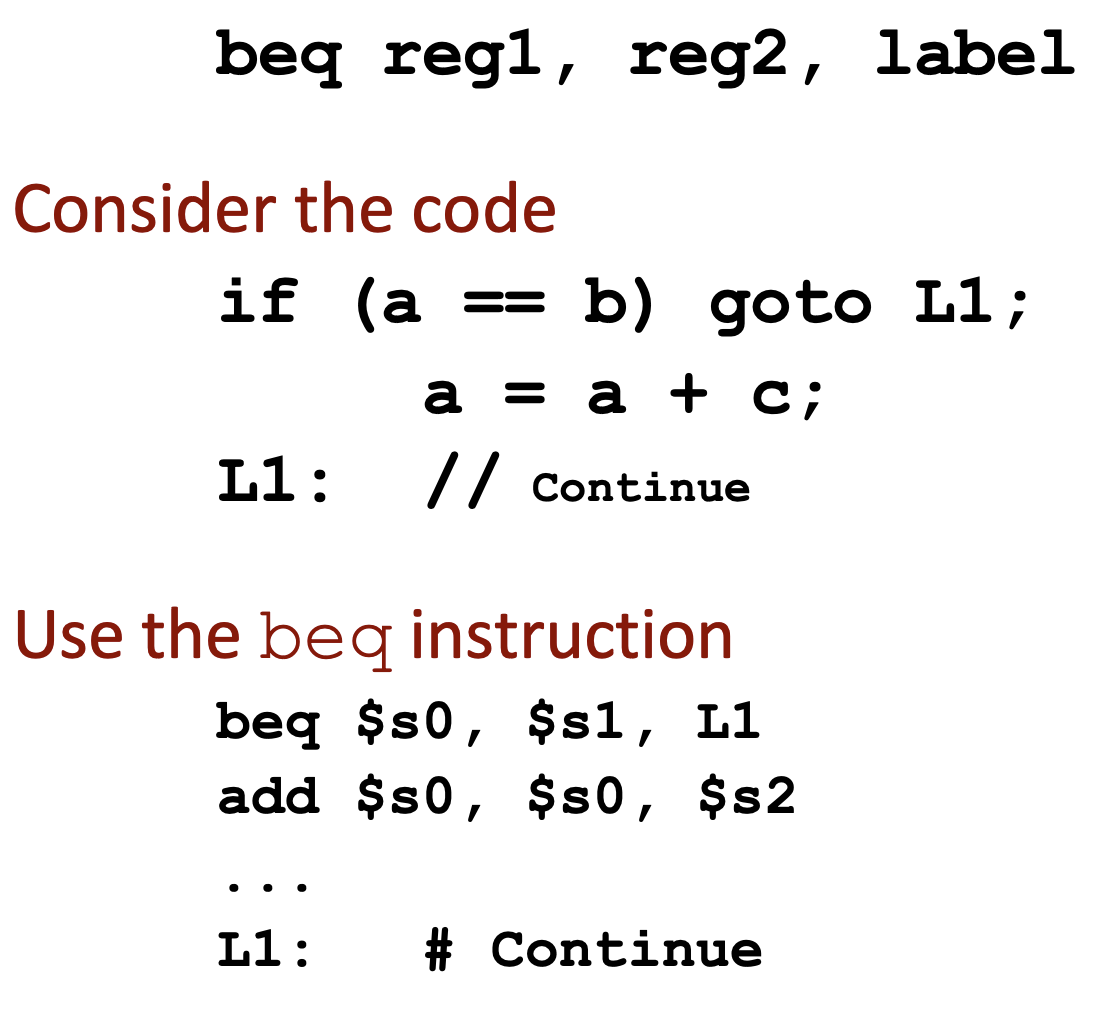 beq reg1, reg2, label
Consider the code
if (a == b) goto L1;
a = a + c;
L1: // Continue
Use the beq instruction
beq $s0, $s1, L1
add $s0, $s0, $s2
...
L1: # Continue